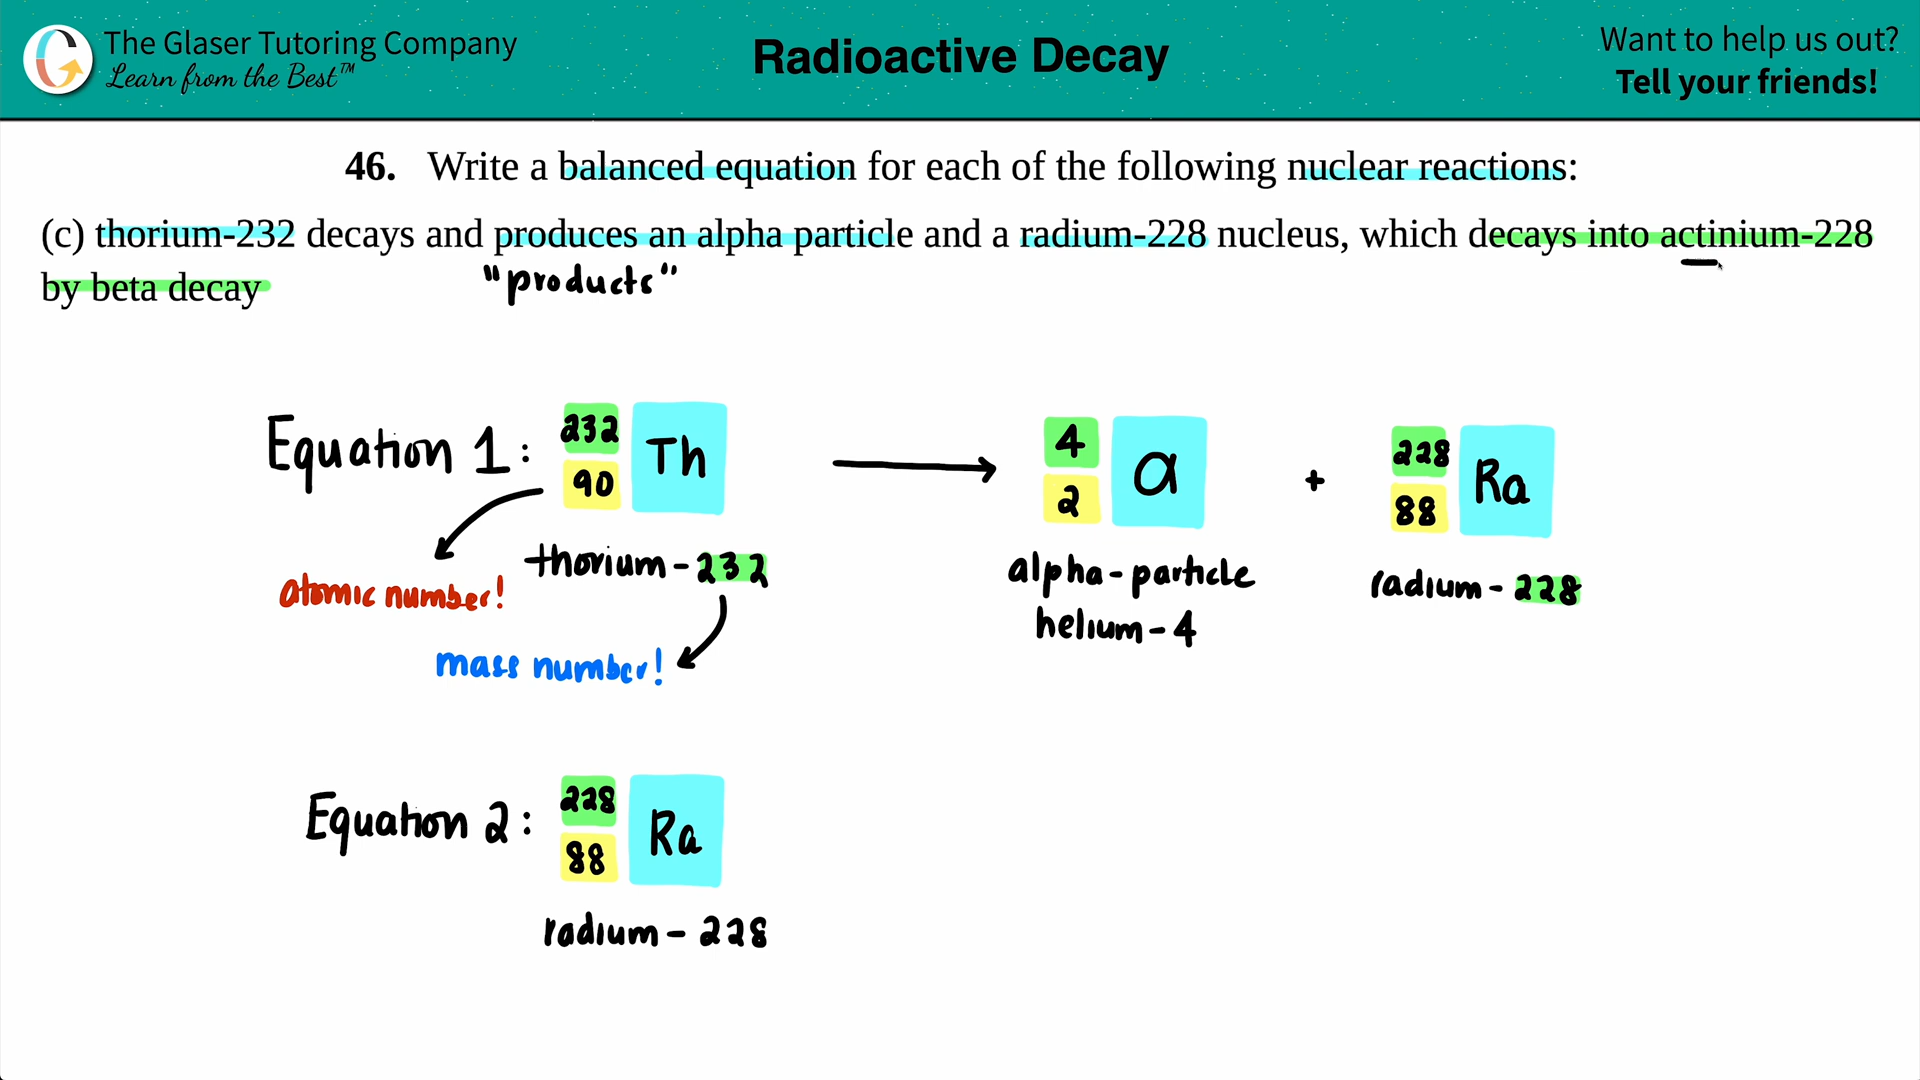 The Glaser Tutoring Company
Learn from the Best™
Radioactive Decay
Want to help us out?
Tell your friends!
46. Write a balanced equation for each of the following nuclear reactions:
(c) thorium-232 decays and produces an alpha particle and a radium-228 nucleus, which decays into actinium-228
by beta decay
"products"
Equation 1: 232 90 Th → 4 2 α + 228 88 Ra
atomic number!
thorium - 232
mass number!
alpha - particle
helium - 4
radium - 228
Equation 2: 228 88 Ra
radium - 228